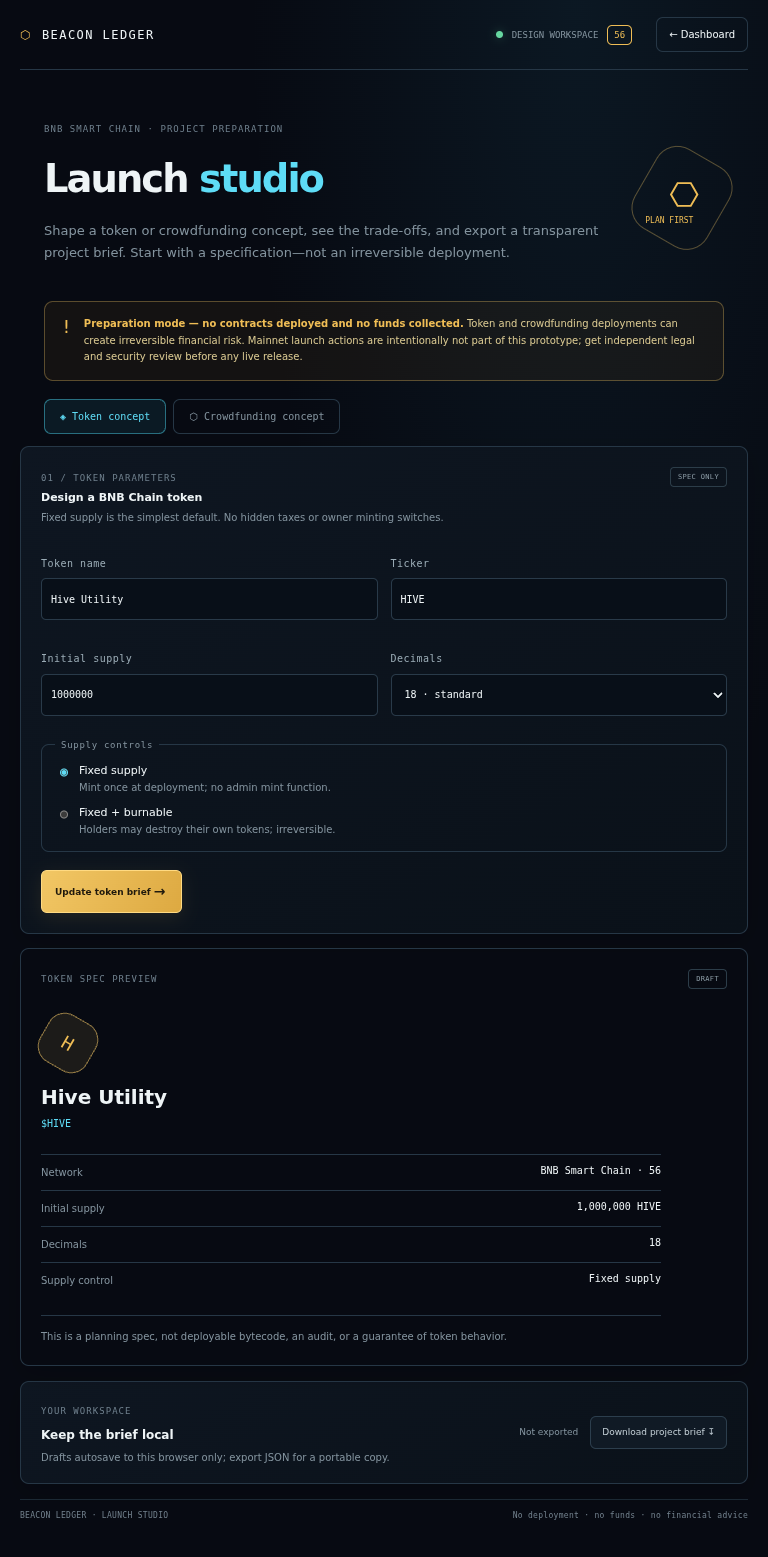 ⬡ BEACON LEDGER
DESIGN WORKSPACE 56
← Dashboard
BNB SMART CHAIN · PROJECT PREPARATION
Launch studio
Shape a token or crowdfunding concept, see the trade-offs, and export a transparent
project brief. Start with a specification—not an irreversible deployment.
PLAN FIRST
! Preparation mode — no contracts deployed and no funds collected. Token and crowdfunding deployments can
create irreversible financial risk. Mainnet launch actions are intentionally not part of this prototype; get independent legal
and security review before any live release.
◈ Token concept
⬡ Crowdfunding concept
01 / TOKEN PARAMETERS
SPEC ONLY
Design a BNB Chain token
Fixed supply is the simplest default. No hidden taxes or owner minting switches.
Token name
Ticker
Hive Utility
HIVE
Initial supply
Decimals
1000000
18 · standard
Supply controls
Fixed supply
Mint once at deployment; no admin mint function.
Fixed + burnable
Holders may destroy their own tokens; irreversible.
Update token brief →
TOKEN SPEC PREVIEW
DRAFT
H
Hive Utility
$HIVE
Network BNB Smart Chain · 56
Initial supply 1,000,000 HIVE
Decimals 18
Supply control Fixed supply
This is a planning spec, not deployable bytecode, an audit, or a guarantee of token behavior.
YOUR WORKSPACE
Keep the brief local
Drafts autosave to this browser only; export JSON for a portable copy.
Not exported
Download project brief ↧
BEACON LEDGER · LAUNCH STUDIO
No deployment · no funds · no financial advice